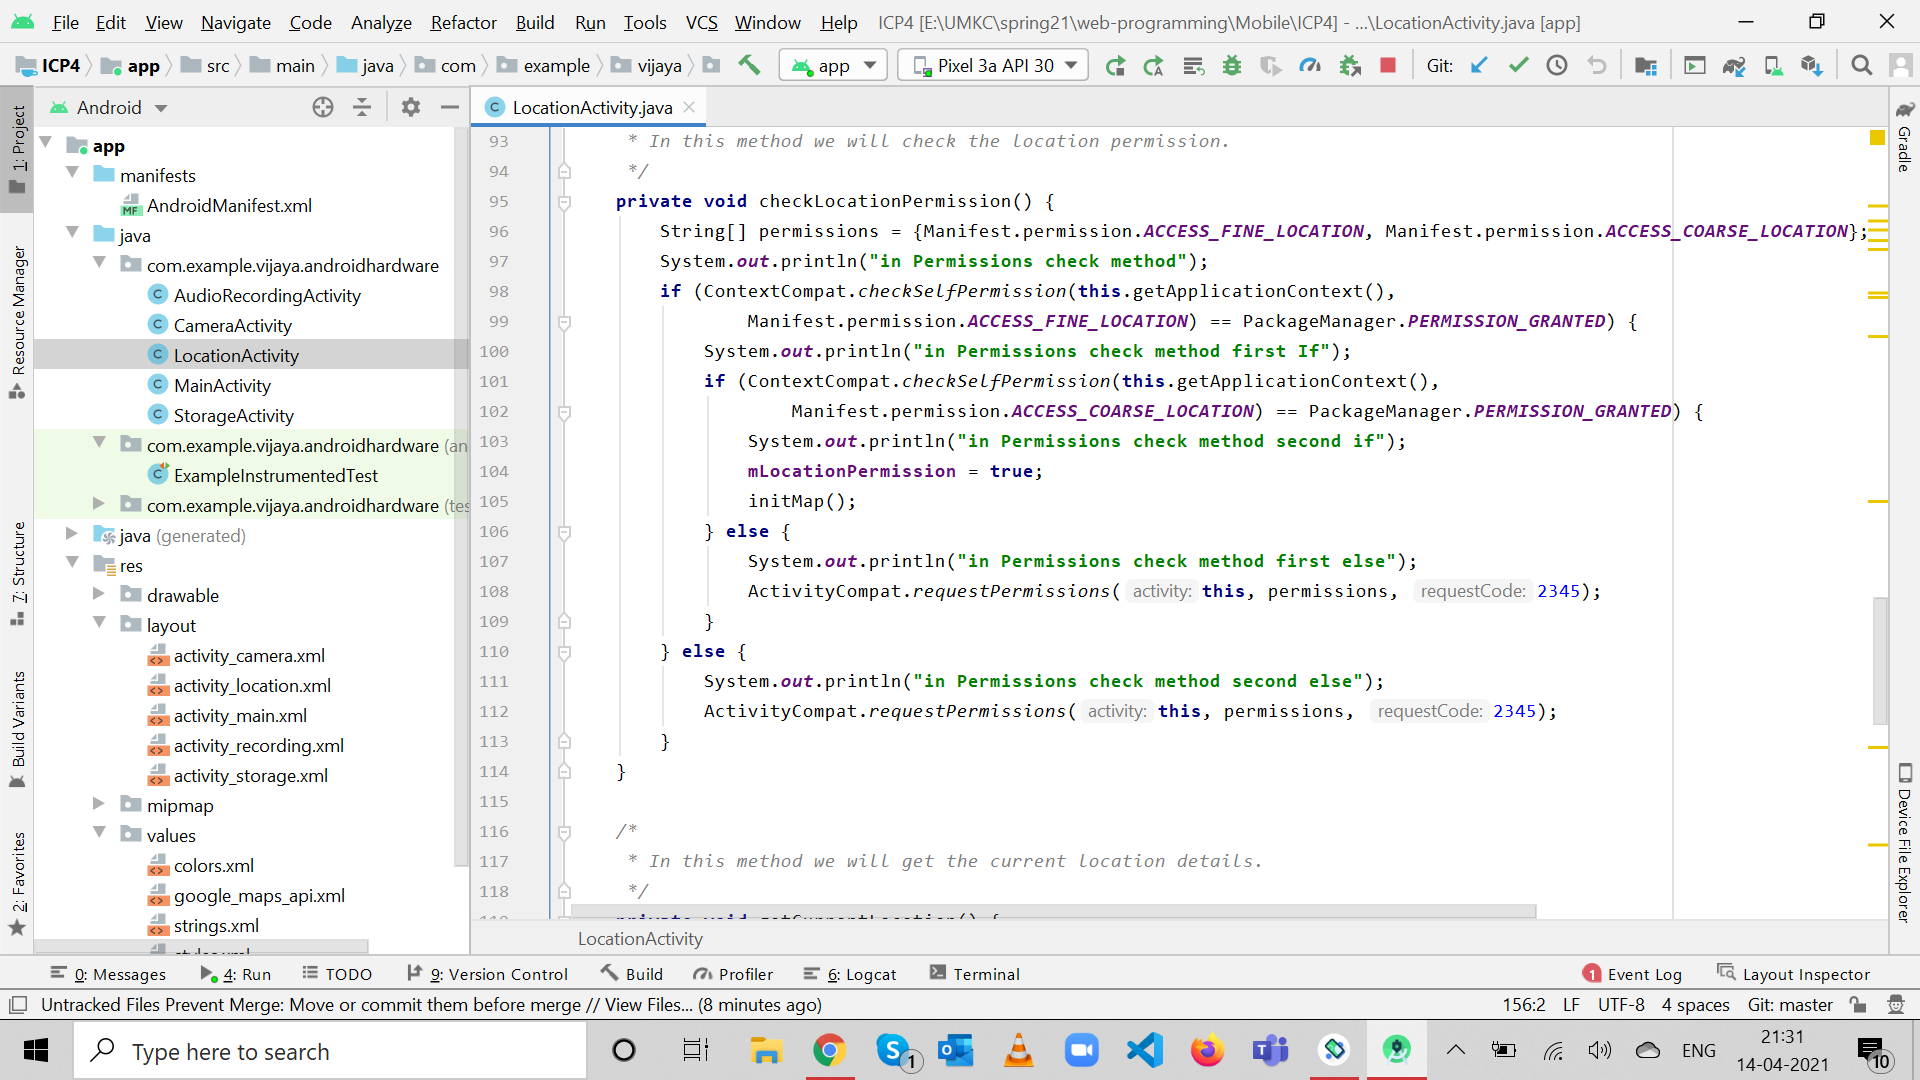 File Edit View Navigate Code Analyze Refactor Build Run Tools VCS Window Help ICP4 [E:\UMKC\spring21\web-programming\Mobile\ICP4] - ...\LocationActivity.java [app]
ICP4 app src main java com example vijaya app Pixel 3a API 30 Git:
Android LocationActivity.java
1: Project
Resource Manager
7: Structure
Build Variants
2: Favorites
app
manifests
AndroidManifest.xml
java
com.example.vijaya.androidhardware
AudioRecordingActivity
CameraActivity
LocationActivity
MainActivity
StorageActivity
com.example.vijaya.androidhardware (an
ExampleInstrumentedTest
com.example.vijaya.androidhardware (tes
java (generated)
res
drawable
layout
activity_camera.xml
activity_location.xml
activity_main.xml
activity_recording.xml
activity_storage.xml
mipmap
values
colors.xml
google_maps_api.xml
strings.xml
93 * In this method we will check the location permission.
94 */
95 private void checkLocationPermission() {
96 String[] permissions = {Manifest.permission.ACCESS_FINE_LOCATION, Manifest.permission.ACCESS_COARSE_LOCATION};
97 System.out.println("in Permissions check method");
98 if (ContextCompat.checkSelfPermission(this.getApplicationContext(),
99 Manifest.permission.ACCESS_FINE_LOCATION) == PackageManager.PERMISSION_GRANTED) {
100 System.out.println("in Permissions check method first If");
101 if (ContextCompat.checkSelfPermission(this.getApplicationContext(),
102 Manifest.permission.ACCESS_COARSE_LOCATION) == PackageManager.PERMISSION_GRANTED) {
103 System.out.println("in Permissions check method second if");
104 mLocationPermission = true;
105 initMap();
106 } else {
107 System.out.println("in Permissions check method first else");
108 ActivityCompat.requestPermissions( activity: this, permissions, requestCode: 2345);
109 }
110 } else {
111 System.out.println("in Permissions check method second else");
112 ActivityCompat.requestPermissions( activity: this, permissions, requestCode: 2345);
113 }
114 }
115
116 /*
117 * In this method we will get the current location details.
118 */
LocationActivity
Gradle
Device File Explorer
0: Messages 4: Run TODO 9: Version Control Build Profiler 6: Logcat Terminal 1 Event Log Layout Inspector
Untracked Files Prevent Merge: Move or commit them before merge // View Files... (8 minutes ago) 156:2 LF UTF-8 4 spaces Git: master
Type here to search 1 ENG 21:31 10
14-04-2021